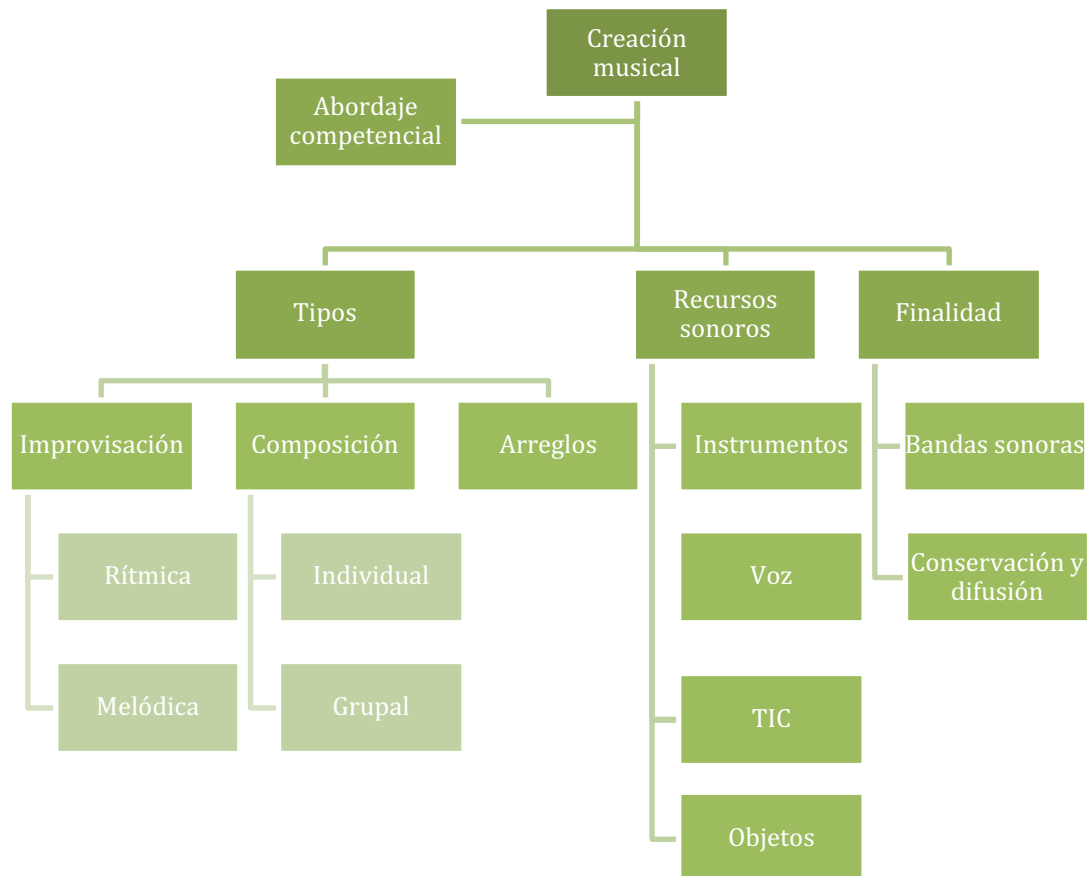 Creación
musical
Abordaje
competencial
Tipos
Recursos
sonoros
Finalidad
Improvisación
Composición
Arreglos
Instrumentos
Bandas sonoras
Rítmica
Individual
Voz
Conservación y
difusión
Melódica
Grupal
TIC
Objetos